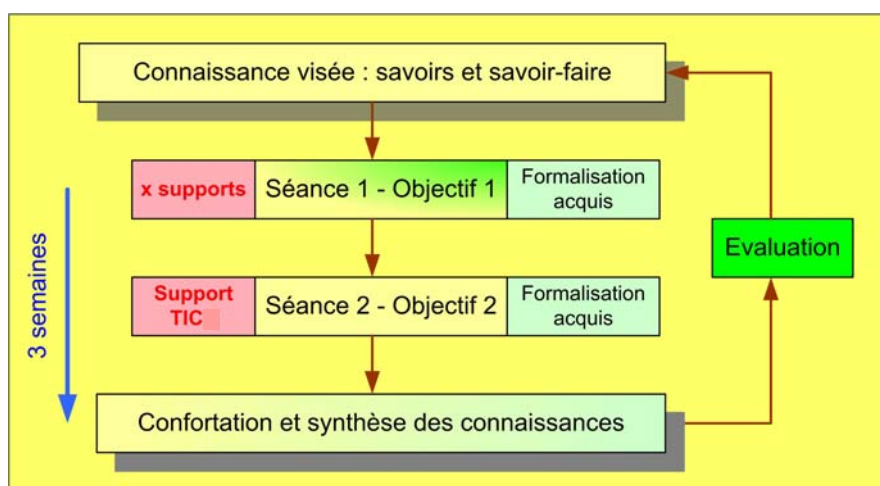 Connaissance visée : savoirs et savoir-faire
x supports
Séance 1 - Objectif 1
Formalisation
acquis
Evaluation
Support
TIC
Séance 2 - Objectif 2
Formalisation
acquis
3 semaines
Confortation et synthèse des connaissances